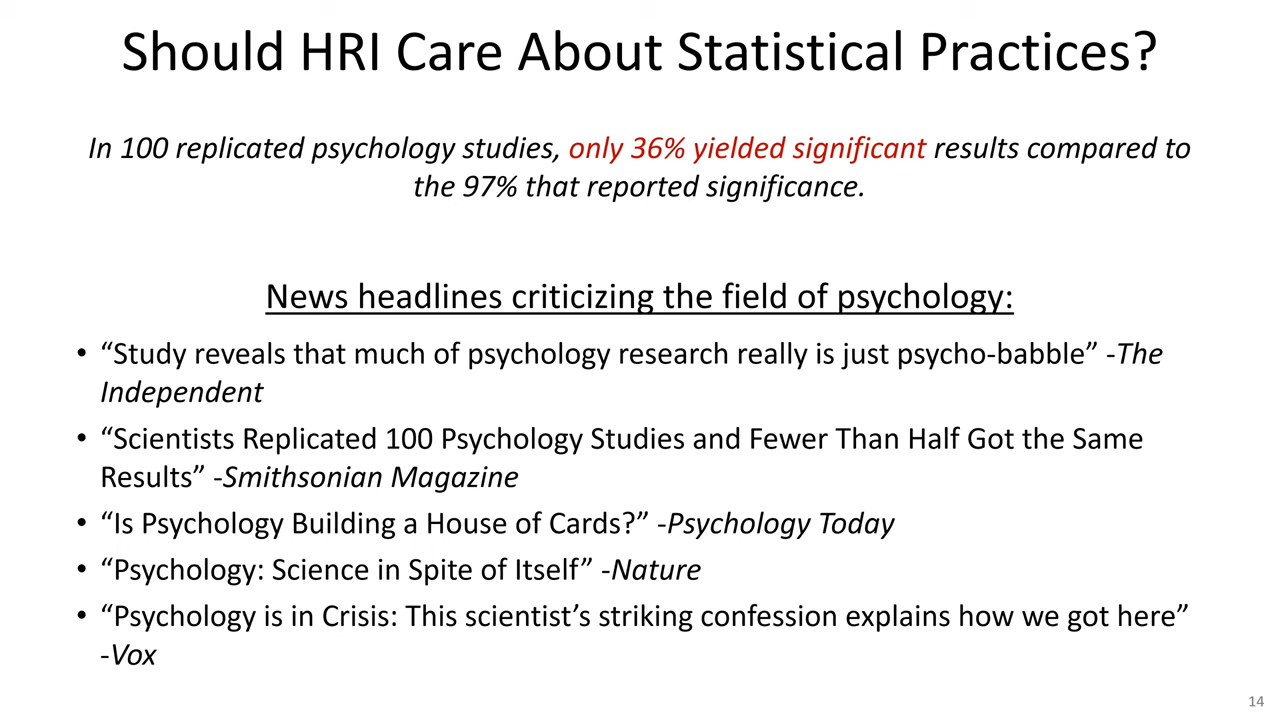 Should HRI Care About Statistical Practices?
In 100 replicated psychology studies, only 36% yielded significant results compared to
the 97% that reported significance.
News headlines criticizing the field of psychology:
• “Study reveals that much of psychology research really is just psycho-babble” -The
Independent
• “Scientists Replicated 100 Psychology Studies and Fewer Than Half Got the Same
Results” -Smithsonian Magazine
• “Is Psychology Building a House of Cards?” -Psychology Today
• “Psychology: Science in Spite of Itself” -Nature
• “Psychology is in Crisis: This scientist’s striking confession explains how we got here”
-Vox
14